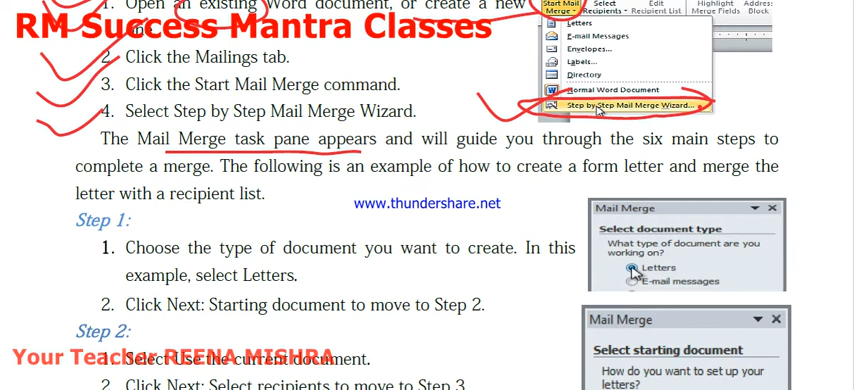 1. Open an existing Word document, or create a new
RM Success Mantra Classes
one
2. Click the Mailings tab.
3. Click the Start Mail Merge command.
4. Select Step by Step Mail Merge Wizard.
Start Mail Merge
Select Recipients
Edit Recipient List
Highlight Merge Fields
Address Block
Letters
E-mail Messages
Envelopes...
Labels...
Directory
Normal Word Document
Step by Step Mail Merge Wizard...
The Mail Merge task pane appears and will guide you through the six main steps to
complete a merge. The following is an example of how to create a form letter and merge the
letter with a recipient list.
www.thundershare.net
Step 1:
1. Choose the type of document you want to create. In this
example, select Letters.
2. Click Next: Starting document to move to Step 2.
Mail Merge
Select document type
What type of document are you
working on?
Letters
E-mail messages
Step 2:
Your Teacher REENA MISHRA
1. Select Use the current document.
2. Click Next: Select recipients to move to Step 3.
Mail Merge
Select starting document
How do you want to set up your
letters?